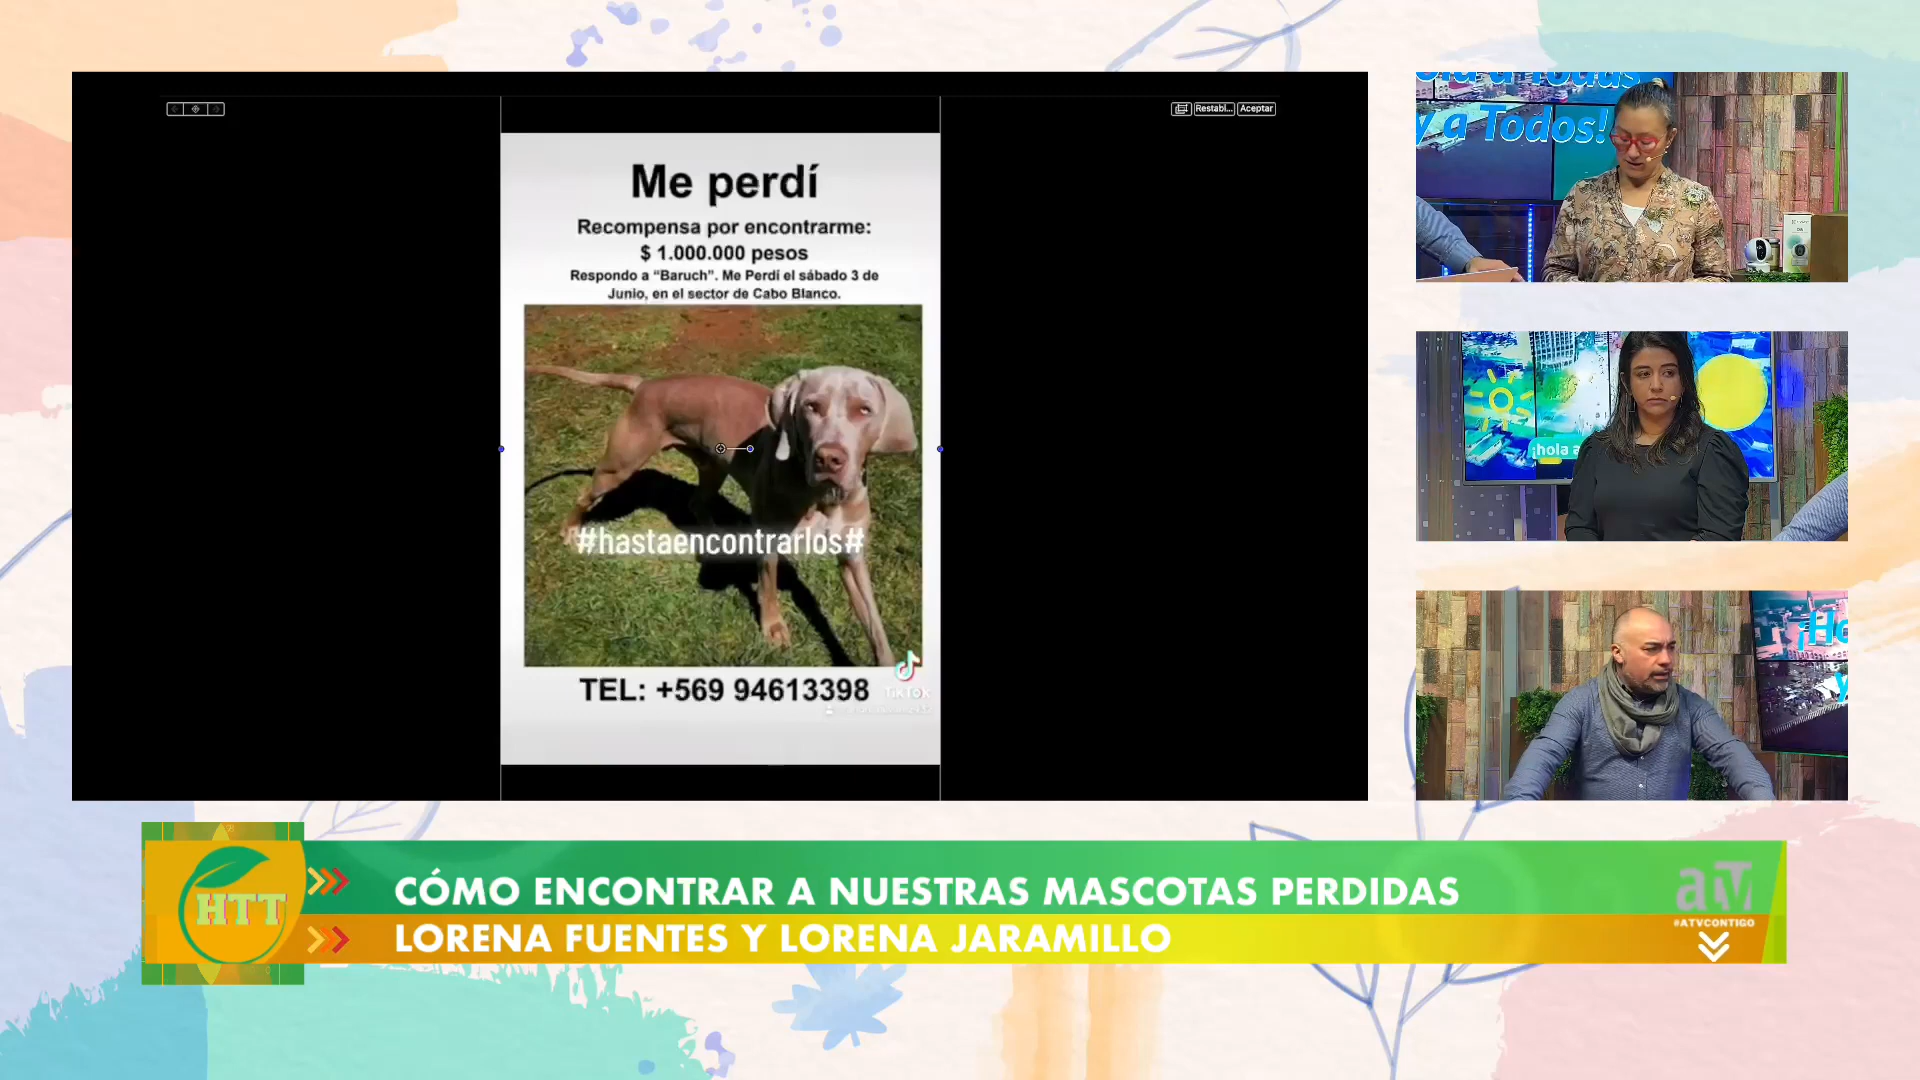 Restabl...
Aceptar
Me perdí
Recompensa por encontrarme:
$ 1.000.000 pesos
Respondo a “Baruch”. Me Perdí el sábado 3 de
Junio, en el sector de Cabo Blanco.
#hastaencontrarlos#
TEL: +569 94613398
TikTok
y a Todos!
¡hola a
¡Ho
HTT
CÓMO ENCONTRAR A NUESTRAS MASCOTAS PERDIDAS
LORENA FUENTES Y LORENA JARAMILLO
atv
#ATVCONTIGO